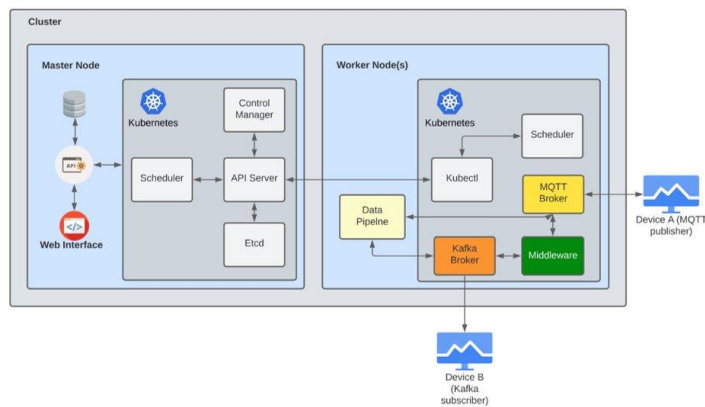 Cluster
Master Node
Worker Node(s)
Kubernetes
Control
Manager
Scheduler
API Server
Etcd
API
Web Interface
Kubernetes
Scheduler
Kubectl
MQTT
Broker
Data
Pipelne
Kafka
Broker
Middleware
Device A (MQTT
publisher)
Device B
(Kafka
subscriber)